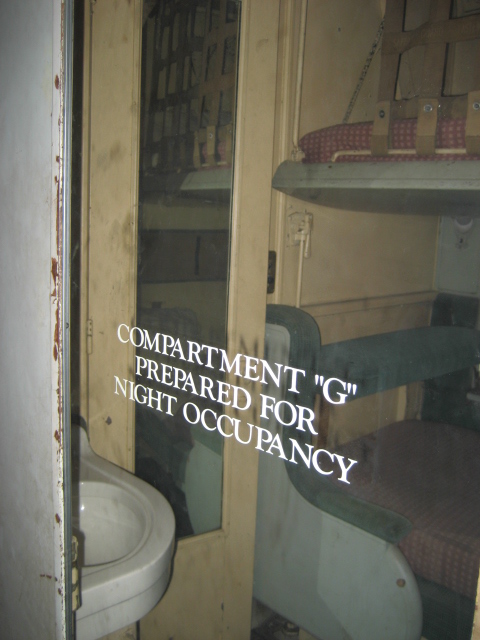 COMPARTMENT "G"
PREPARED FOR
NIGHT OCCUPANCY